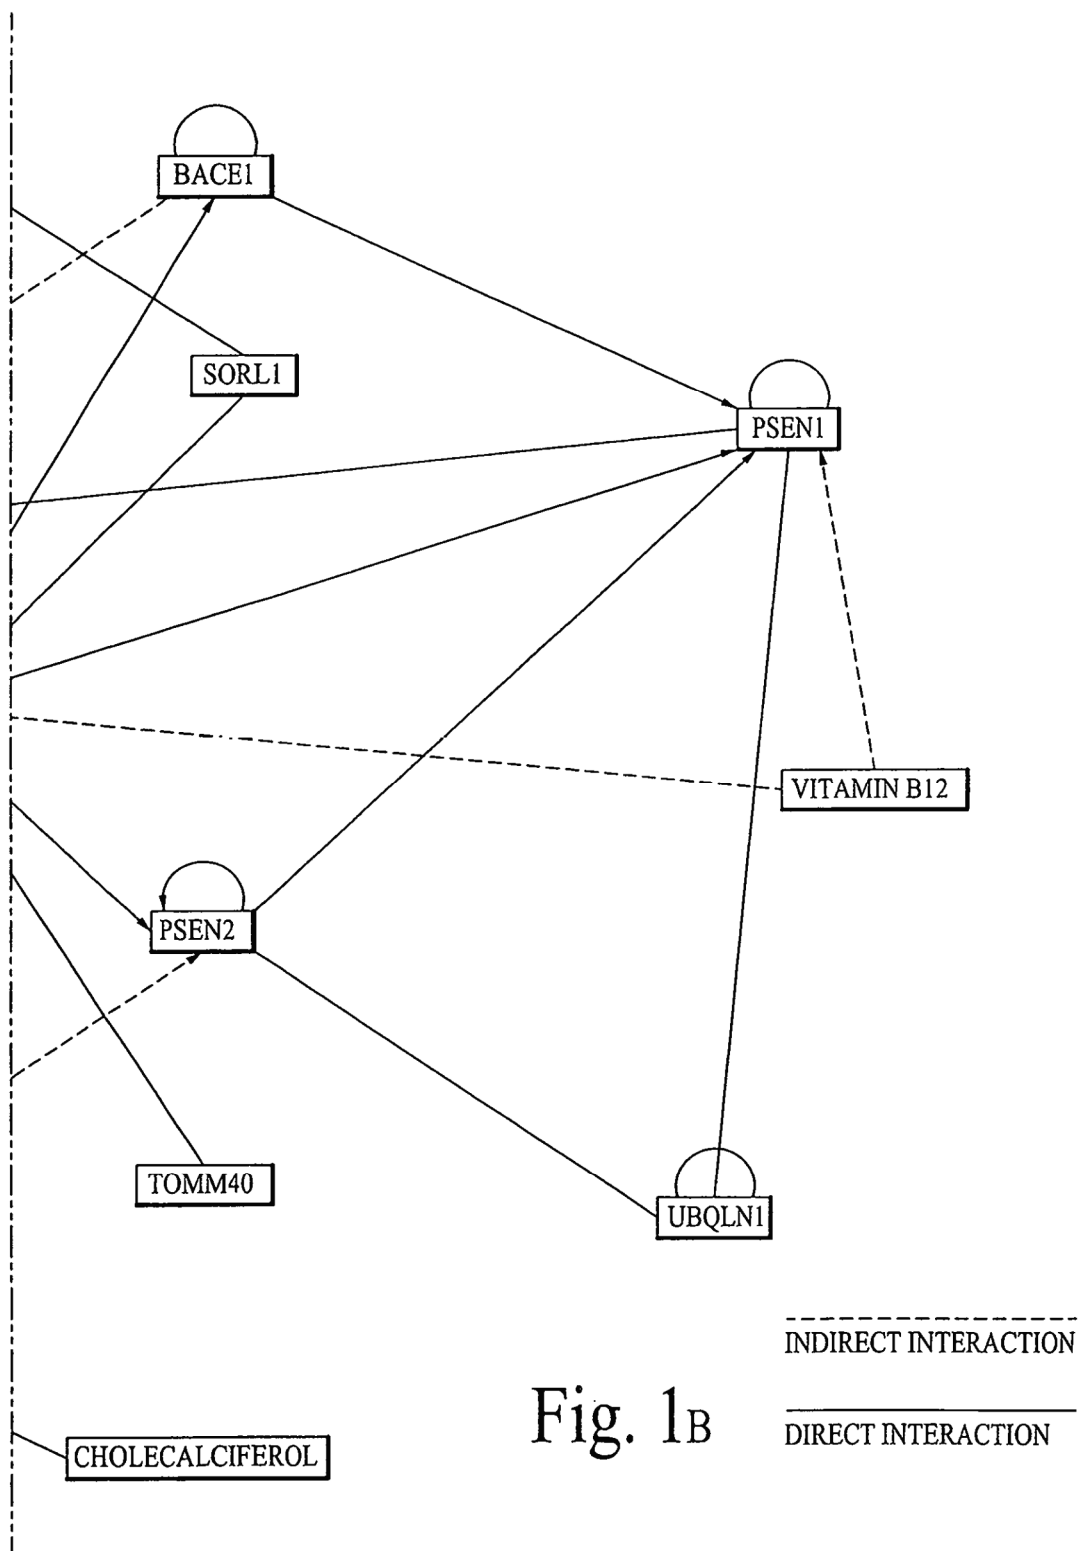 BACE1
SORL1
PSEN1
VITAMIN B12
PSEN2
TOMM40
UBQLN1
INDIRECT INTERACTION
Fig. 1B
DIRECT INTERACTION
CHOLECALCIFEROL